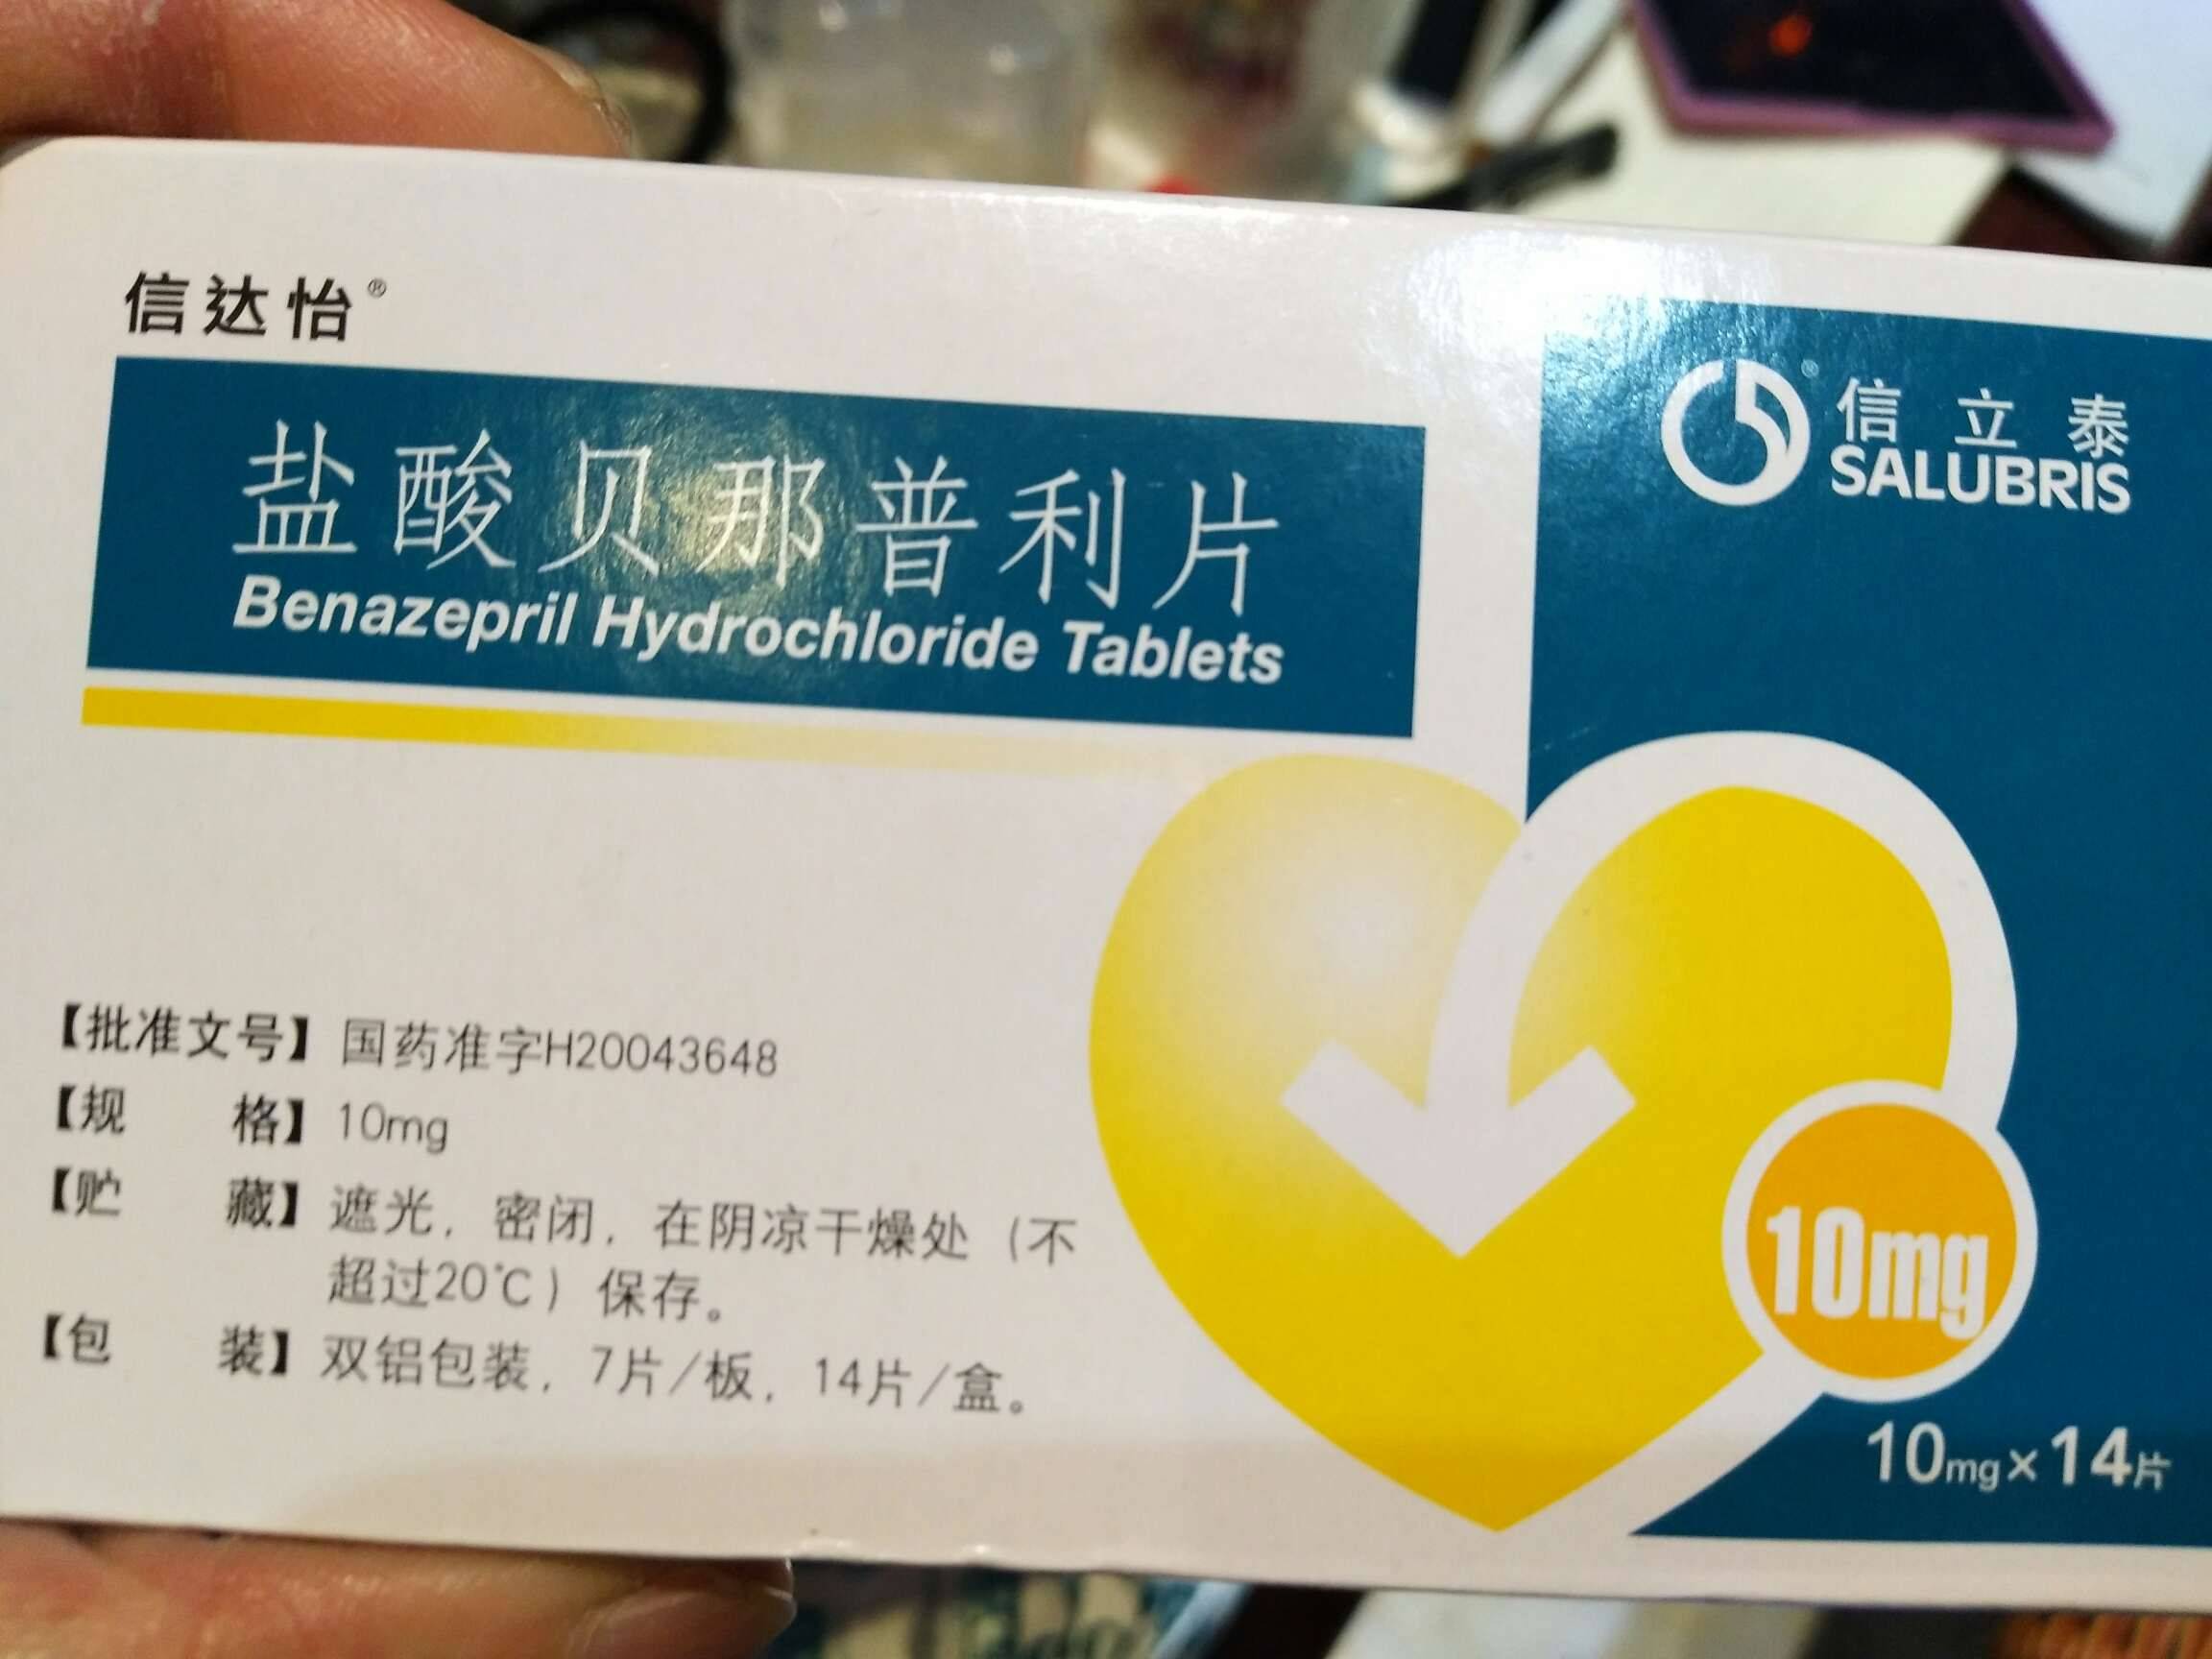 信达怡®
盐酸贝那普利片
Benazepril Hydrochloride Tablets
信立泰
SALUBRIS
【批准文号】国药准字H20043648
【规 格】10mg
【贮 藏】遮光，密闭，在阴凉干燥处（不
超过20℃）保存。
【包 装】双铝包装，7片/板，14片/盒。
10mg
10mg×14片